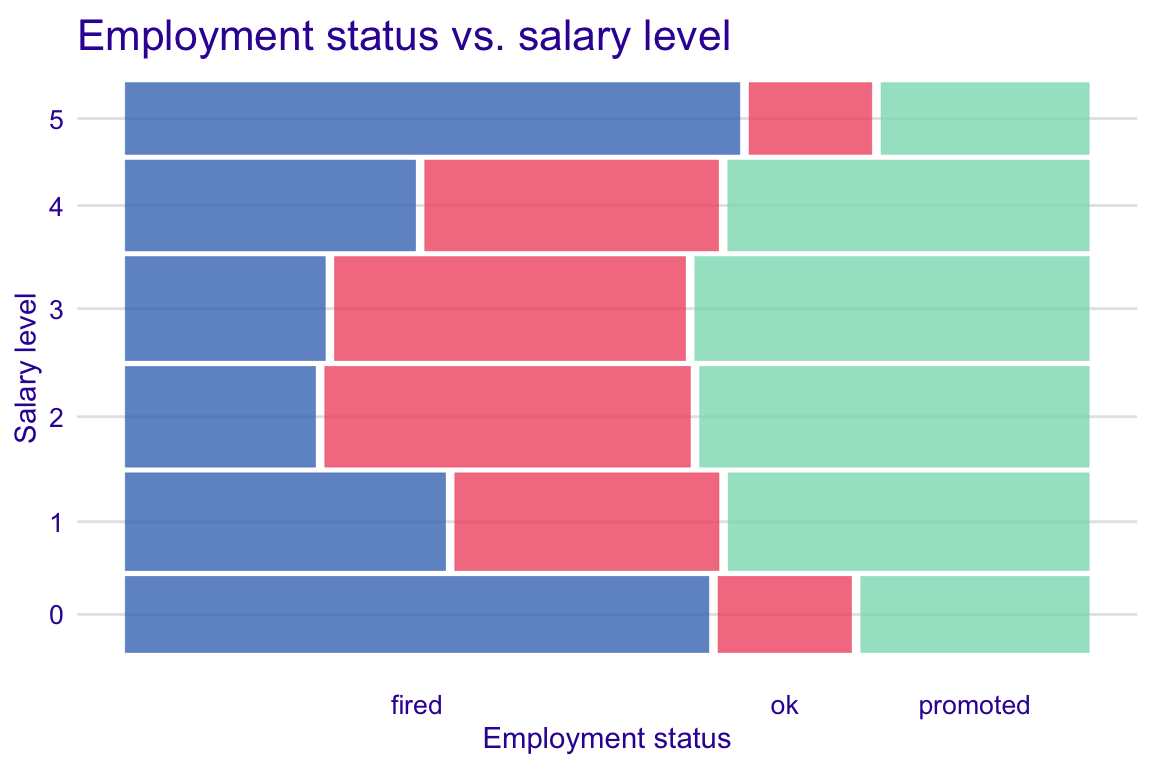 Employment status vs. salary level
Salary level
5
4
3
2
1
0
fired ok promoted
Employment status